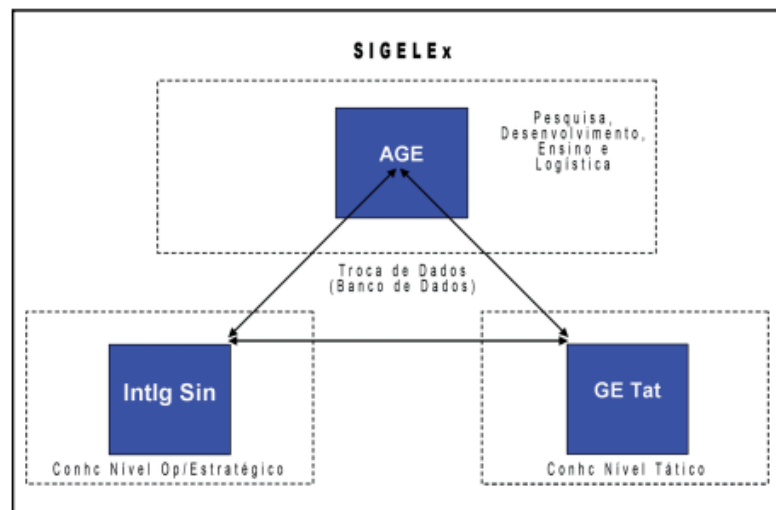 SIGELEx
Pesquisa,
Desenvolvimento,
Ensino e
Logística
AGE
Troca de Dados
(Banco de Dados)
Intlg Sin
GE Tat
Conhc Nível Op/Estratégico
Conhc Nível Tático